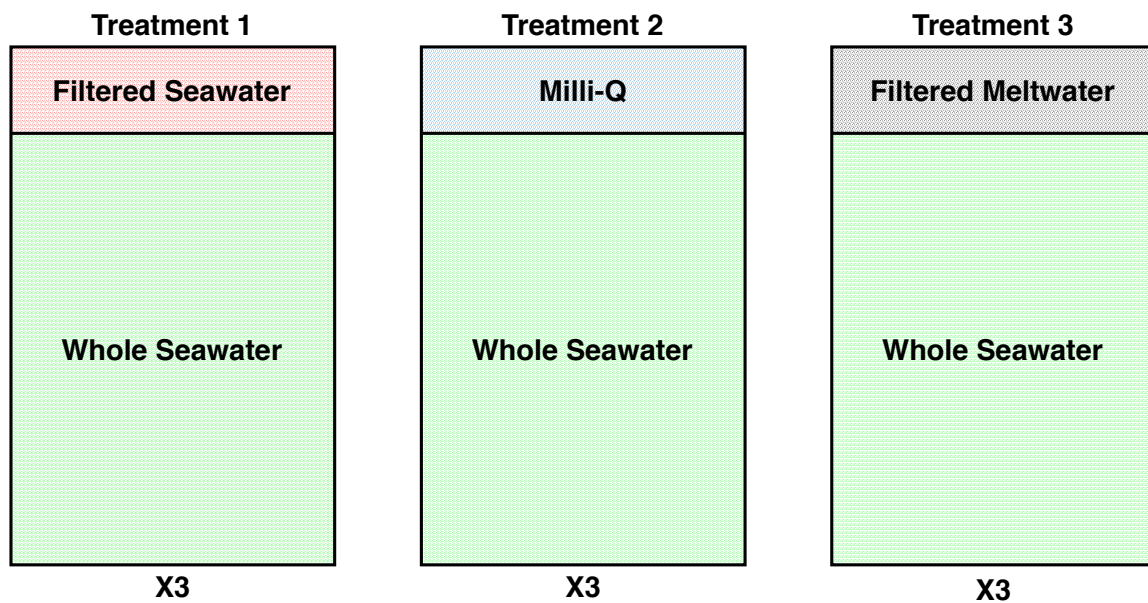 Treatment 1
Treatment 2
Treatment 3
Filtered Seawater
Milli-Q
Filtered Meltwater
Whole Seawater
Whole Seawater
Whole Seawater
X3
X3
X3